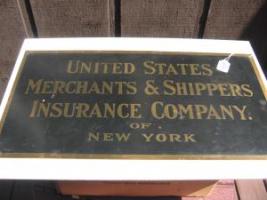 UNITED STATES
MERCHANTS & SHIPPERS
INSURANCE COMPANY.
OF
NEW YORK